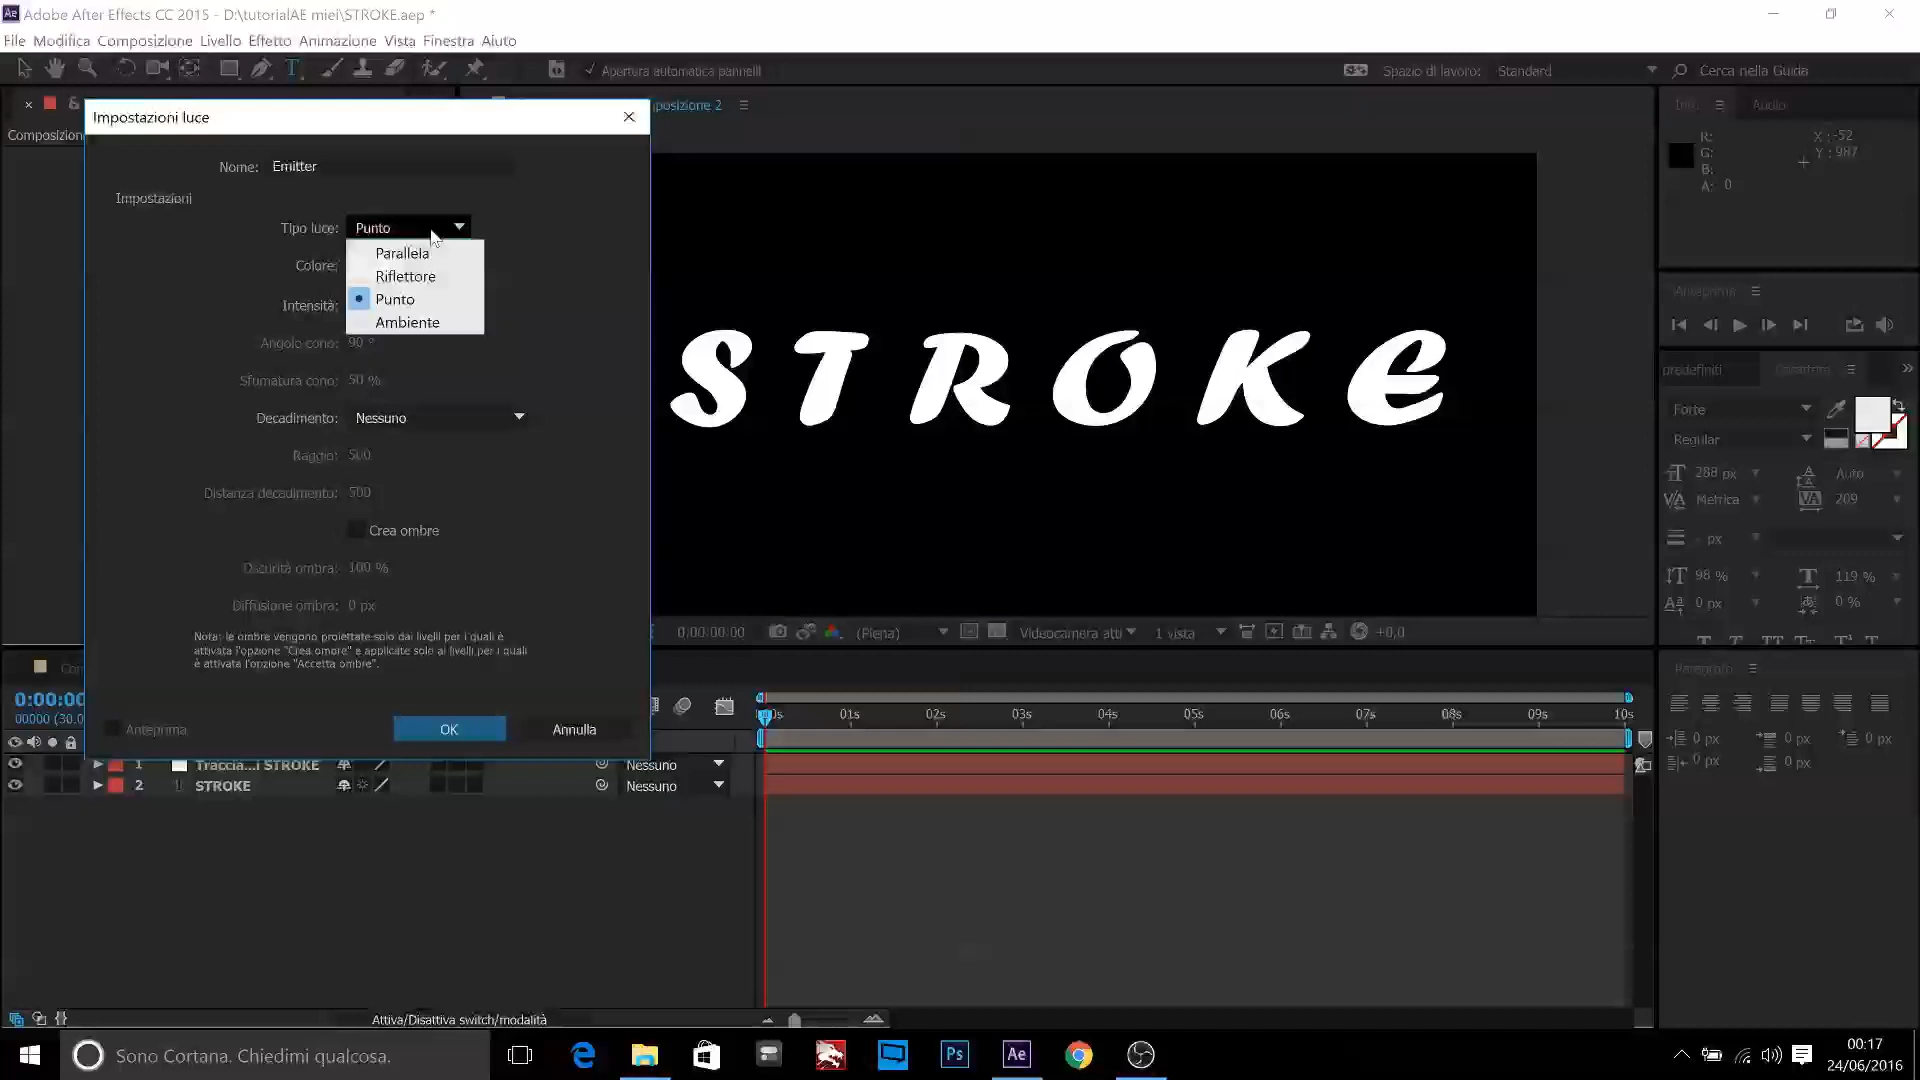 Adobe After Effects CC 2015 - D:\tutorialAE miei\STROKE.aep *
File Modifica Composizione Livello Effetto Animazione Vista Finestra Aiuto
Apertura automatica pannelli
Spazio di lavoro: Standard
Cerca nella Guida
posizione 2
Audio
Composizion
Impostazioni luce
Nome: Emitter
Impostazioni
Tipo luce: Punto
Parallela
Riflettore
Punto
Ambiente
Colore:
Intensità:
Angolo cono: 90 °
Sfumatura cono: 50 %
Decadimento: Nessuno
Raggio: 500
Distanza decadimento: 500
Crea ombre
Oscurità ombra: 100 %
Diffusione ombra: 0 px
Nota: le ombre vengono proiettate solo dai livelli per i quali è
attivata l'opzione "Crea ombre" e applicate solo ai livelli per i quali
è attivata l'opzione "Accetta ombre".
Anteprima
OK
Annulla
STROKE
R:
G:
B:
A: 0
X : -52
Y : 987
Anteprima
predefiniti
Carattere
Forte
Regular
288 px
Auto
Metrica
209
- px
98 %
119 %
0 px
0 %
0:00:00:00
(Piena)
Videocamera atti
1 vista
+0,0
Paragrafo
0 px
0 px
0 px
0 px
0 px
Com
0:00:00
00000 (30.0
0s 01s 02s 03s 04s 05s 06s 07s 08s 09s 10s
1 Traccia...i STROKE Nessuno
2 STROKE Nessuno
Attiva/Disattiva switch/modalità
Sono Cortana. Chiedimi qualcosa.
Ps
Ae
00:17
24/06/2016